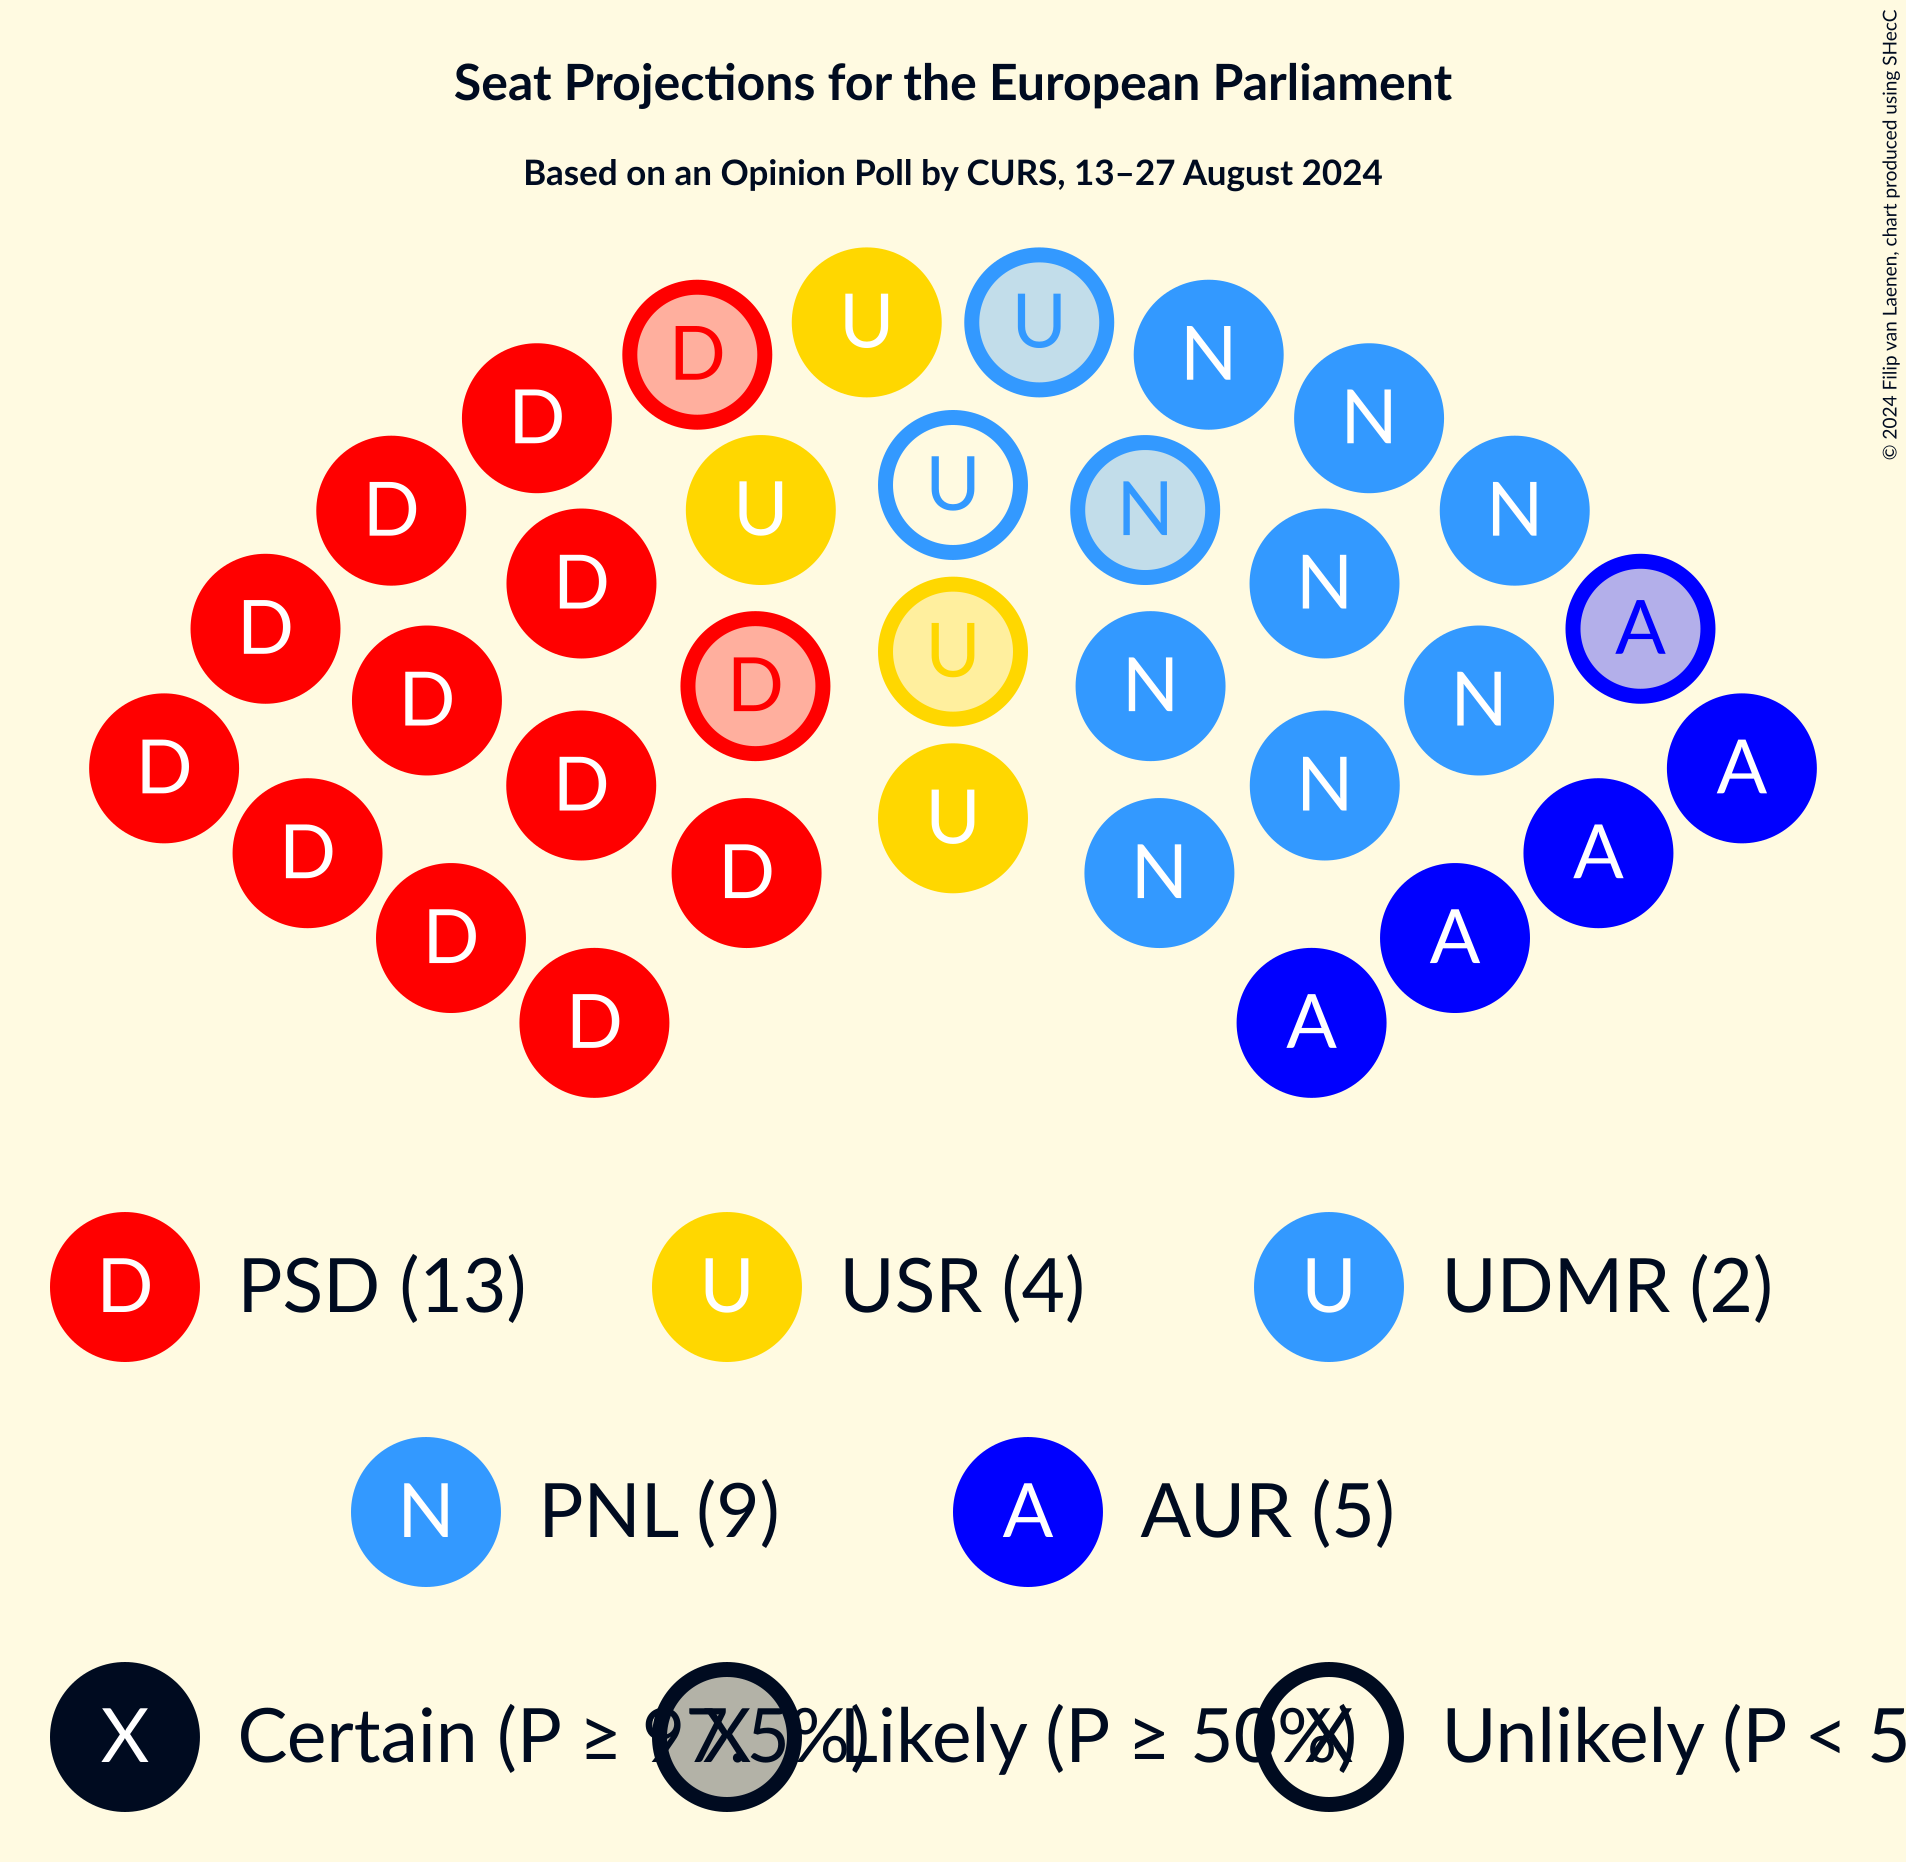 Seat Projections for the European Parliament
Based on an Opinion Poll by CURS, 13–27 August 2024
© 2024 Filip van Laenen, chart produced using SHecC
U U
D N
D N
U
D U N N
D N
U
D D N A
D N
D N
D A
D N
U
D A
D N
D A
D A
D PSD (13) U USR (4) U UDMR (2)
N PNL (9) A AUR (5)
X Certain (P ≥ 97.5%) X Likely (P ≥ 50%) X Unlikely (P < 5